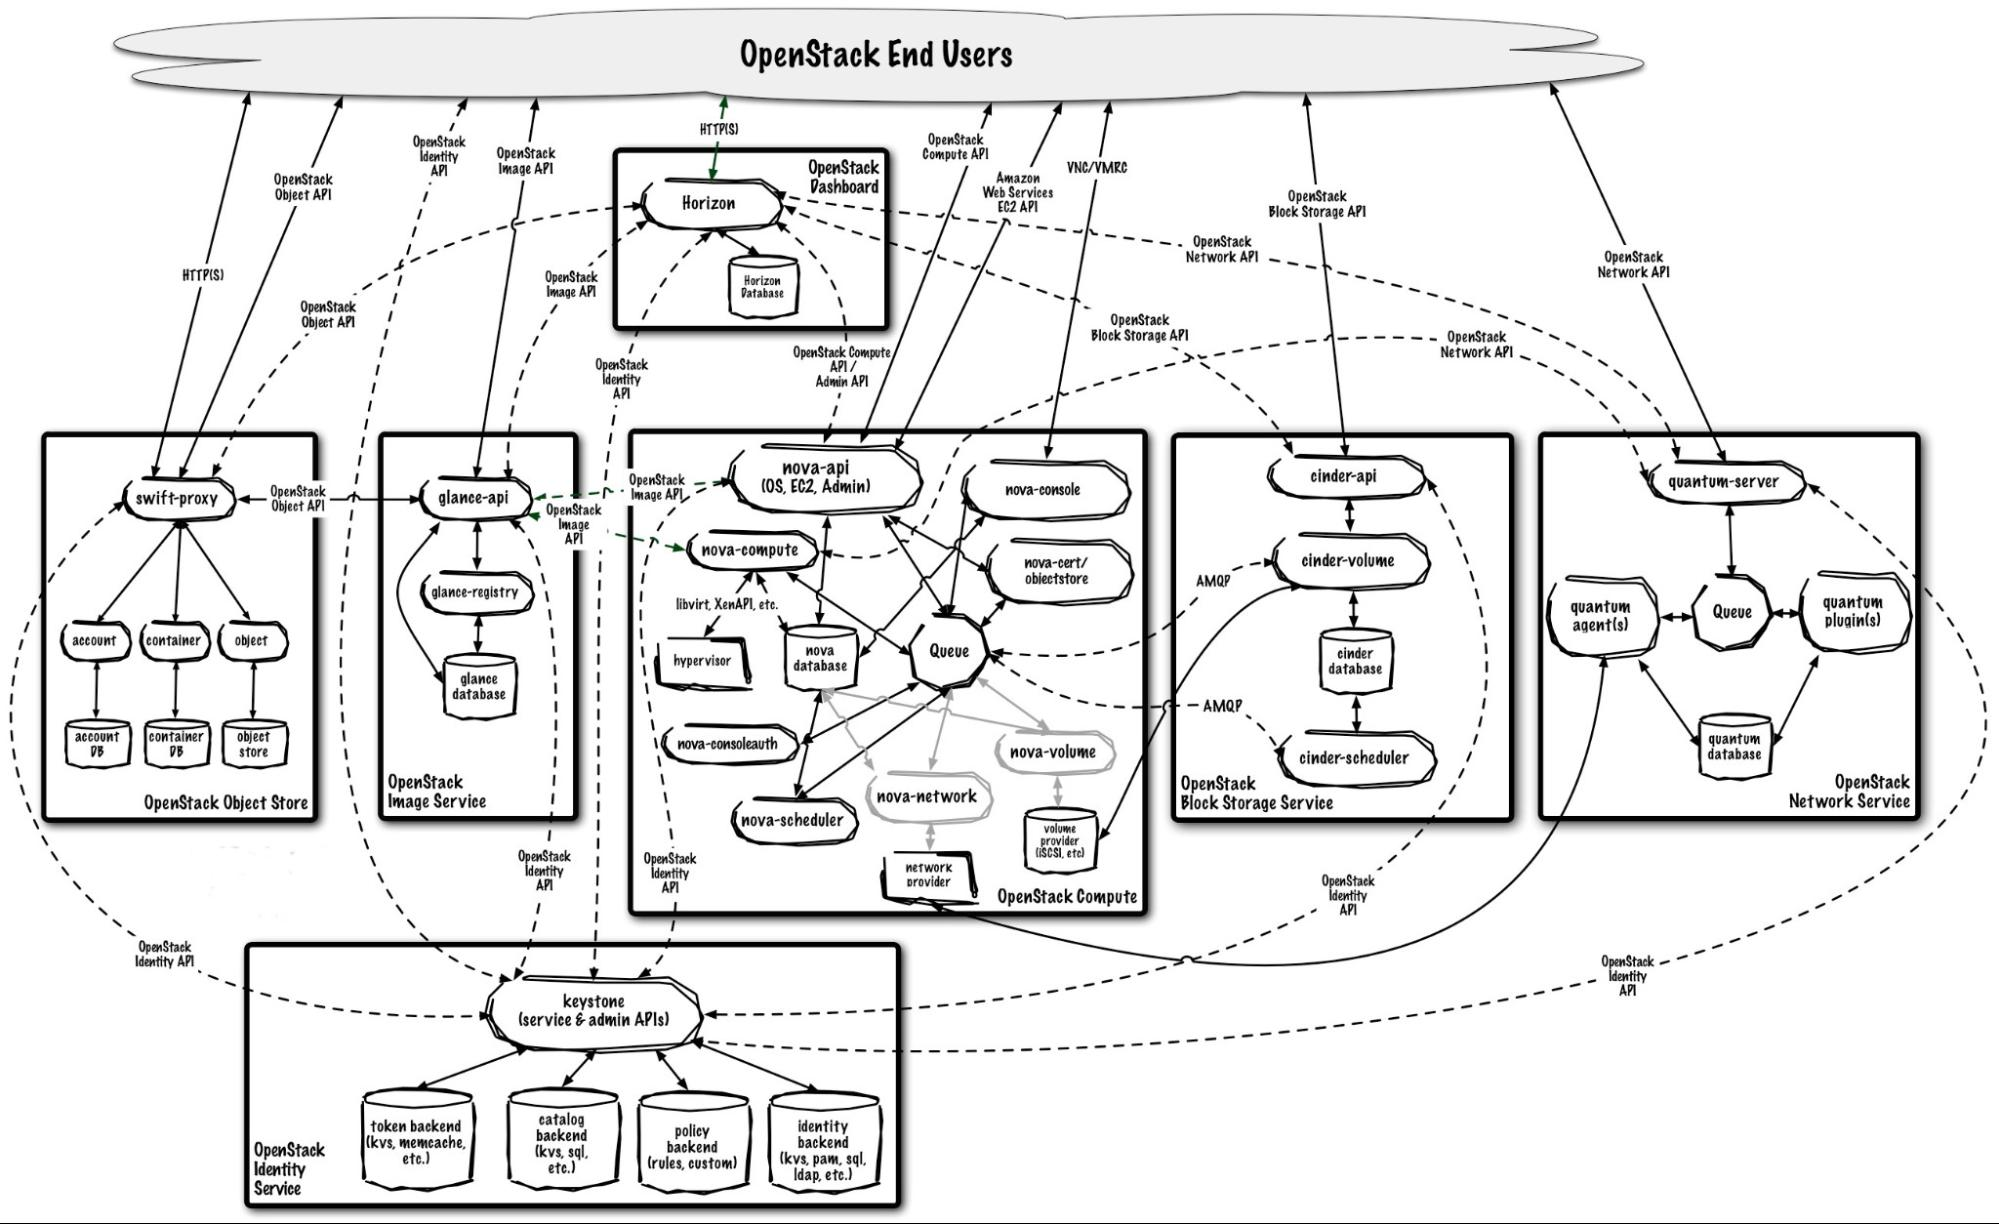 OpenStack End Users
HTTP(S)
OpenStack
Object API
OpenStack
Identity
API
OpenStack
Image API
HTTP(S)
OpenStack
Compute API
Amazon
Web Services
EC2 API
VNC/VMRC
OpenStack
Block Storage API
OpenStack
Network API
OpenStack
Dashboard
Horizon
Horizon
Database
OpenStack
Object API
OpenStack
Image API
OpenStack
Identity
API
OpenStack Compute
API /
Admin API
OpenStack
Block Storage API
OpenStack
Network API
OpenStack
Network API
swift-proxy
account
container
object
account
DB
container
DB
object
store
OpenStack Object Store
OpenStack
Object API
glance-api
glance-registry
glance
database
OpenStack
Image Service
OpenStack
Image API
OpenStack
Image
API
nova-api
(OS, EC2, Admin)
nova-console
nova-compute
nova-cert/
objectstore
libvirt, XenAPI, etc.
hypervisor
nova
database
Queue
nova-consoleauth
nova-volume
nova-network
nova-scheduler
volume
provider
(iSCSI, etc)
network
provider
OpenStack Compute
AMQP
AMQP
cinder-api
cinder-volume
cinder
database
cinder-scheduler
OpenStack
Block Storage Service
quantum-server
quantum
agent(s)
Queue
quantum
plugin(s)
quantum
database
OpenStack
Network Service
OpenStack
Identity API
OpenStack
Identity
API
OpenStack
Identity
API
OpenStack
Identity
API
OpenStack
Identity
API
keystone
(service & admin APIs)
token backend
(kvs, memcache,
etc.)
catalog
backend
(kvs, sql,
etc.)
policy
backend
(rules, custom)
identity
backend
(kvs, pam, sql,
ldap, etc.)
OpenStack
Identity
Service